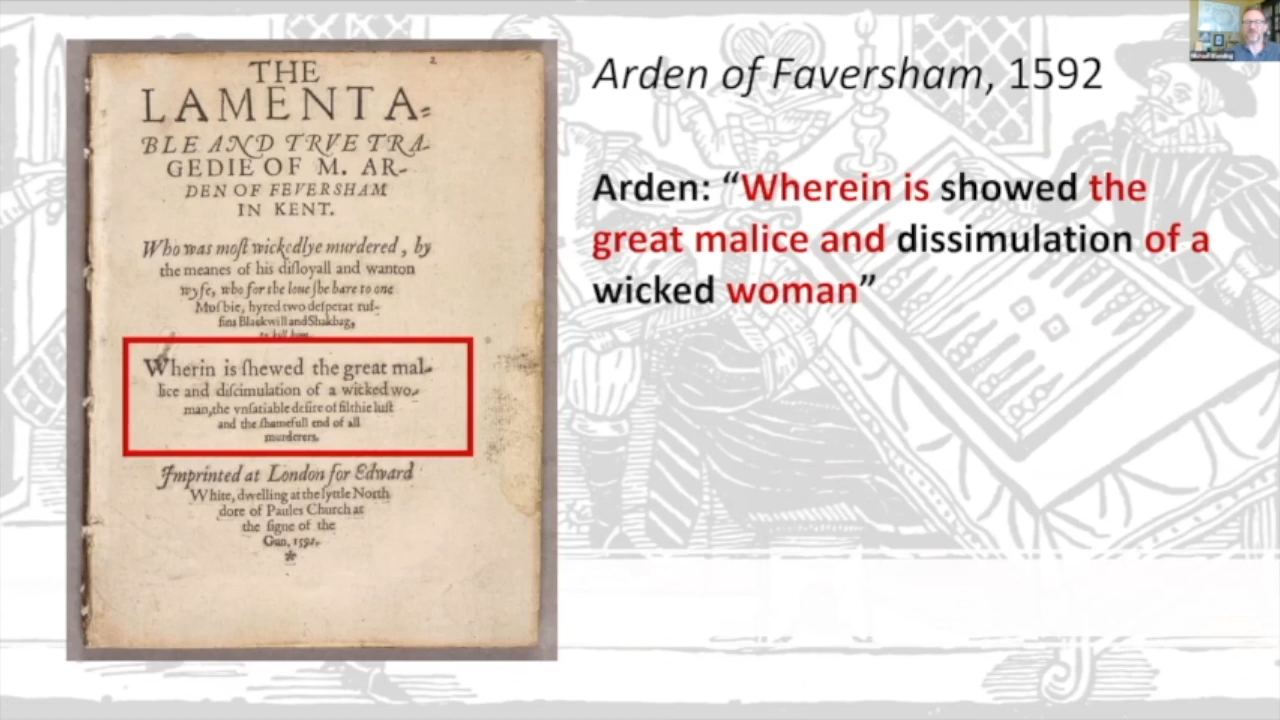 THE
LAMENTA=
BLE AND TRVE TRA-
GEDIE OF M. AR-
DEN OF FEVERSHAM
IN KENT.
Who was moſt wickedlye murdered, by
the meanes of his diſloyall and wanton
wyfe, who for the loue ſhe bare to one
Moſbie, hyred two deſperat ruf-
fins Blackwill and Shakbag,
to kill him.
Wherin is ſhewed the great mal-
lice and diſcimulation of a wicked wo-
man, the vnſatiable deſire of filthie luſt
and the ſhamefull end of all
murderers.
Imprinted at London for Edward
White, dwelling at the lyttle North
dore of Paules Church at
the ſigne of the
Gun. 1592.
*
Arden of Faversham, 1592
Arden: “Wherein is showed the
great malice and dissimulation of a
wicked woman”
Michael Blanding